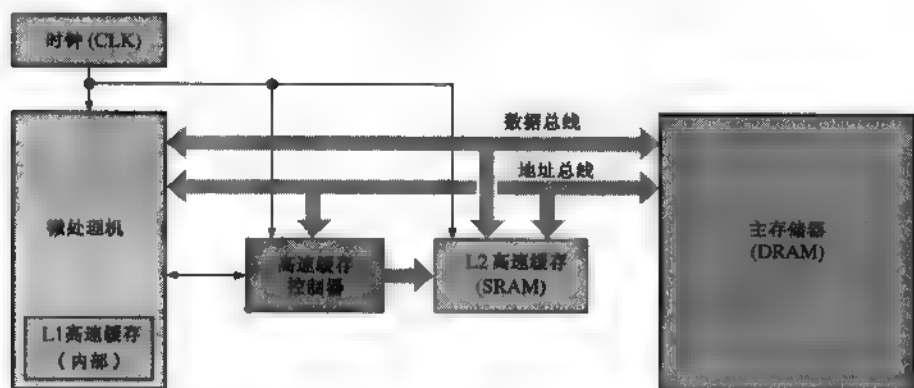 时钟 (CLK)
数据总线
地址总线
微处理机
高速缓存
控制器
L2 高速缓存
(SRAM)
主存储器
(DRAM)
L1高速缓存
(内部)